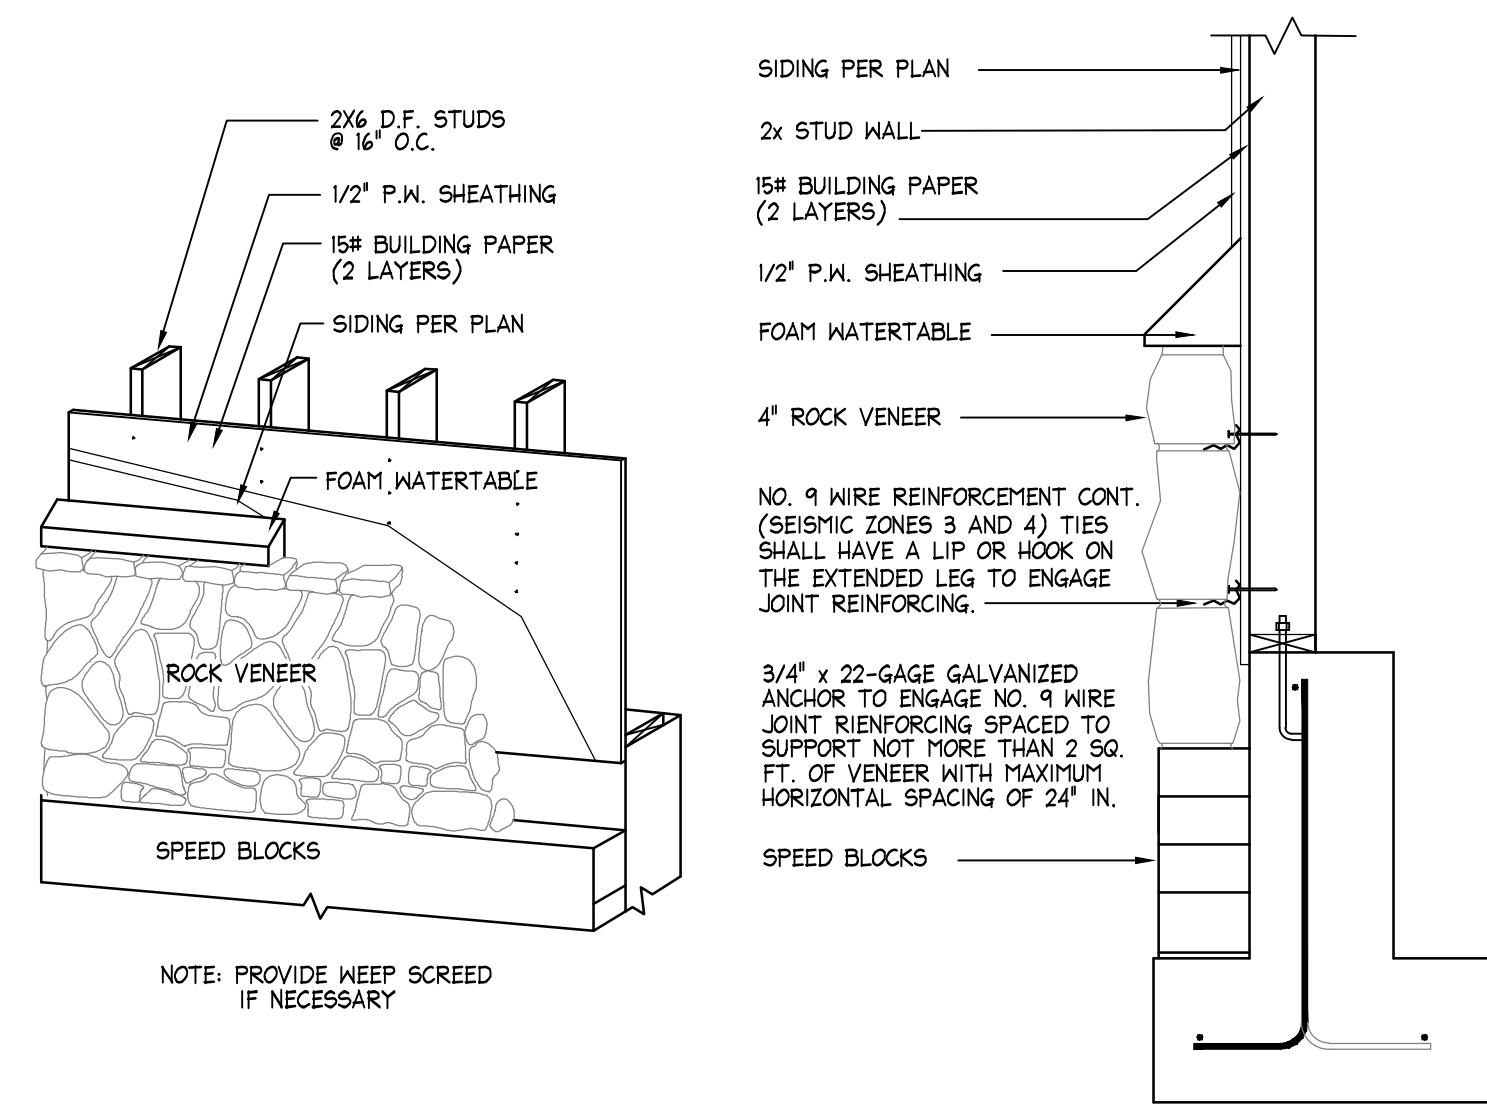 2X6 D.F. STUDS
@ 16" O.C.
1/2" P.W. SHEATHING
15# BUILDING PAPER
(2 LAYERS)
SIDING PER PLAN
FOAM WATERTABLE
ROCK VENEER
SPEED BLOCKS
NOTE: PROVIDE WEEP SCREED
IF NECESSARY
SIDING PER PLAN
2x STUD WALL
15# BUILDING PAPER
(2 LAYERS)
1/2" P.W. SHEATHING
FOAM WATERTABLE
4" ROCK VENEER
NO. 9 WIRE REINFORCEMENT CONT.
(SEISMIC ZONES 3 AND 4) TIES
SHALL HAVE A LIP OR HOOK ON
THE EXTENDED LEG TO ENGAGE
JOINT REINFORCING.
3/4" x 22-GAGE GALVANIZED
ANCHOR TO ENGAGE NO. 9 WIRE
JOINT RIENFORCING SPACED TO
SUPPORT NOT MORE THAN 2 SQ.
FT. OF VENEER WITH MAXIMUM
HORIZONTAL SPACING OF 24" IN.
SPEED BLOCKS